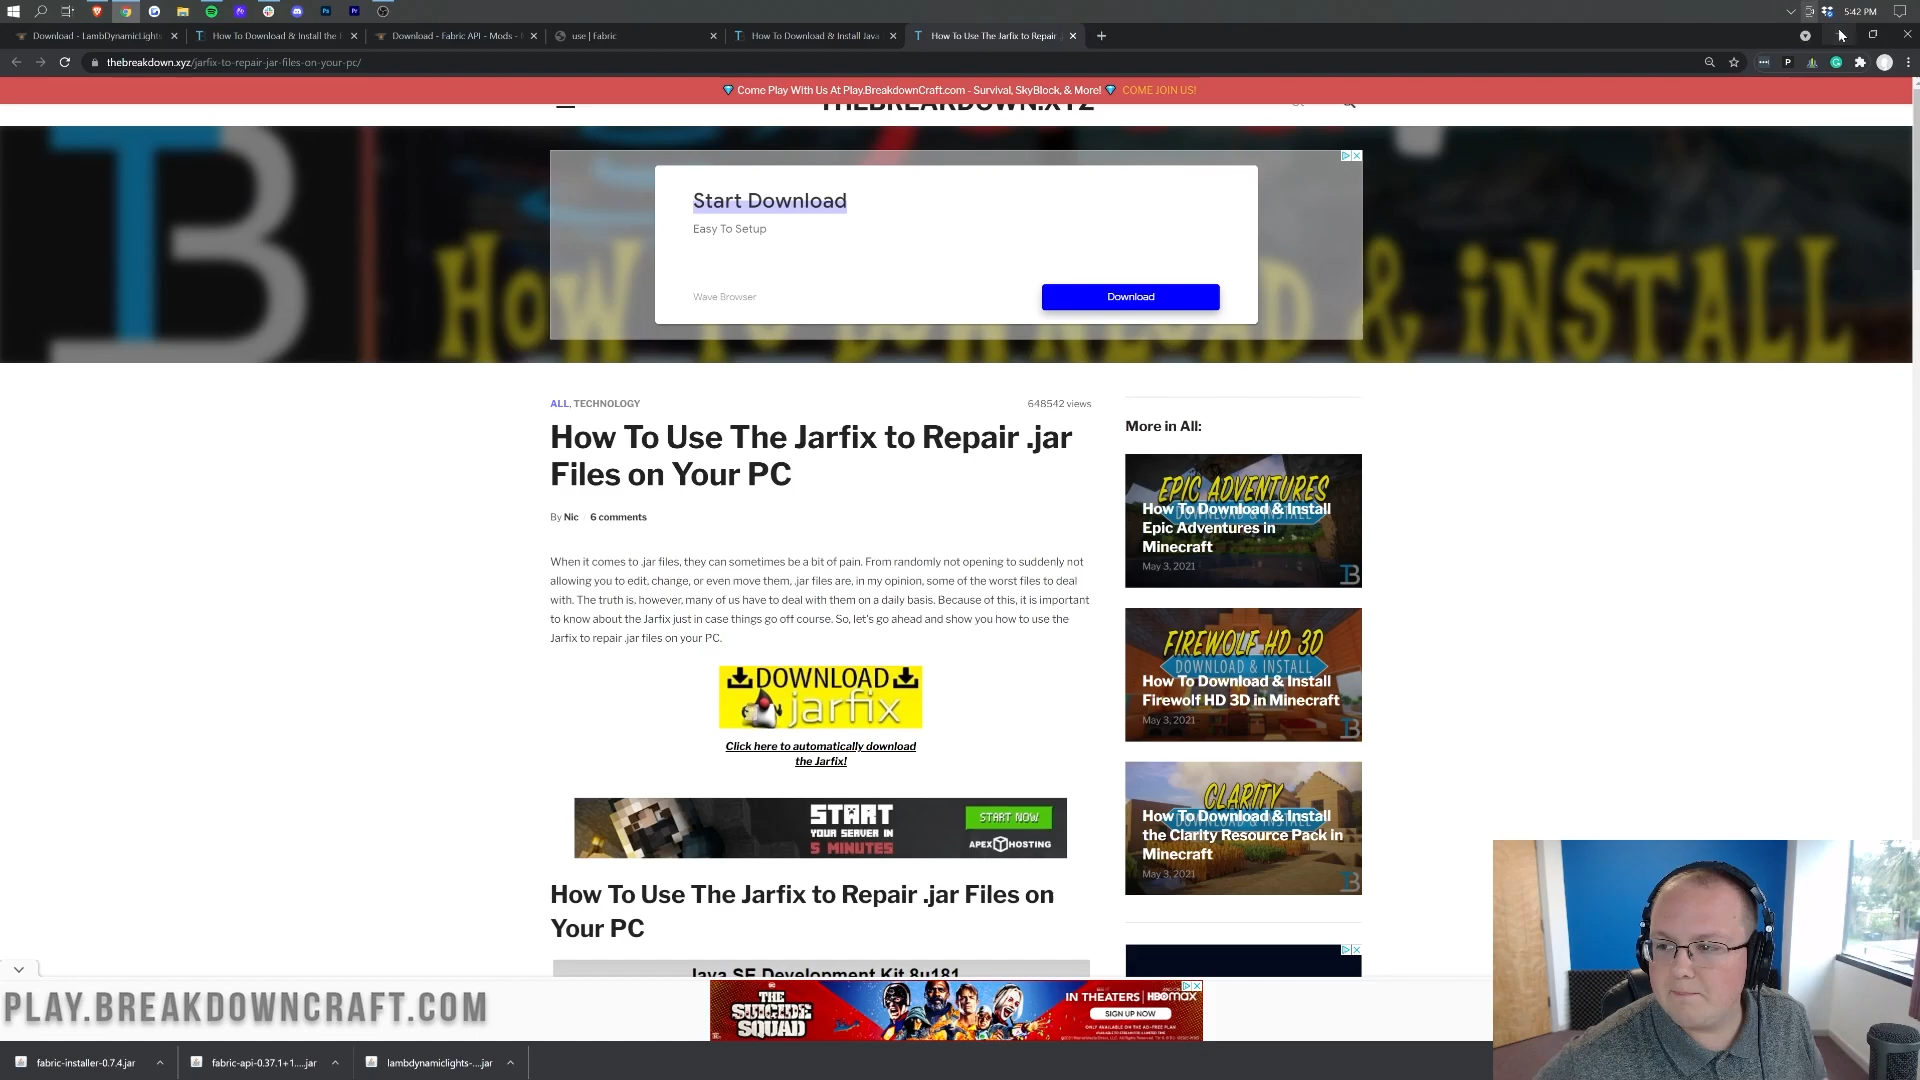 5:42 PM
Download - LambDynamicLights
How To Download & Install the F
Download - Fabric API - Mods - M
use | Fabric
How To Download & Install Java
How To Use The Jarfix to Repair .j
thebreakdown.xyz/jarfix-to-repair-jar-files-on-your-pc/
Come Play With Us At Play.BreakdownCraft.com - Survival, SkyBlock, & More! COME JOIN US!
THEBREAKDOWN.XYZ
HOW TO DOWNLOAD & iNSTALL
Start Download
Easy To Setup
Wave Browser
Download
ALL, TECHNOLOGY
648542 views
How To Use The Jarfix to Repair .jar
Files on Your PC
By Nic / 6 comments
When it comes to .jar files, they can sometimes be a bit of pain. From randomly not opening to suddenly not
allowing you to edit, change, or even move them, .jar files are, in my opinion, some of the worst files to deal
with. The truth is, however, many of us have to deal with them on a daily basis. Because of this, it is important
to know about the Jarfix just in case things go off course. So, let's go ahead and show you how to use the
Jarfix to repair .jar files on your PC.
DOWNLOAD
jarfix
Click here to automatically download
the Jarfix!
START
YOUR SERVER IN
5 MINUTES
START NOW
APEX HOSTING
How To Use The Jarfix to Repair .jar Files on
Your PC
Java SE Development Kit 8u181
More in All:
EPIC ADVENTURES
DOWNLOAD & INSTALL
How To Download & Install
Epic Adventures in
Minecraft
May 3, 2021
FIREWOLF HD 3D
DOWNLOAD & INSTALL
How To Download & Install
Firewolf HD 3D in Minecraft
May 3, 2021
CLARITY
DOWNLOAD & INSTALL
How To Download & Install
the Clarity Resource Pack in
Minecraft
May 3, 2021
PLAY.BREAKDOWNCRAFT.COM
THE
SUICIDE
SQUAD
IN THEATERS | HBOmax
SIGN UP NOW
fabric-installer-0.7.4.jar
fabric-api-0.37.1+1....jar
lambdynamiclights-....jar